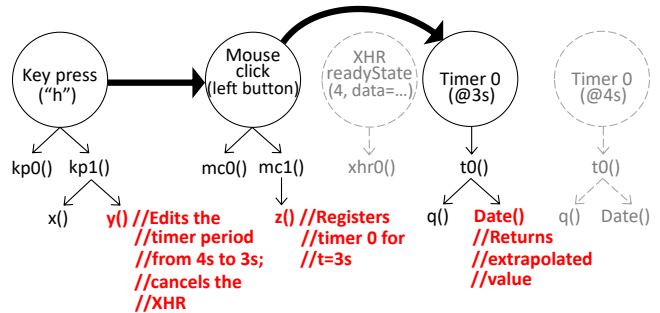 Key press
("h")
Mouse
click
(left button)
XHR
readyState
(4, data=...)
Timer 0
(@3s)
Timer 0
(@4s)
kp0() kp1()
mc0() mc1()
xhr0()
t0()
t0()
x()
y() //Edits the
//timer period
//from 4s to 3s;
//cancels the
//XHR
z() //Registers
//timer 0 for
//t=3s
q() Date()
//Returns
//extrapolated
//value
q() Date()